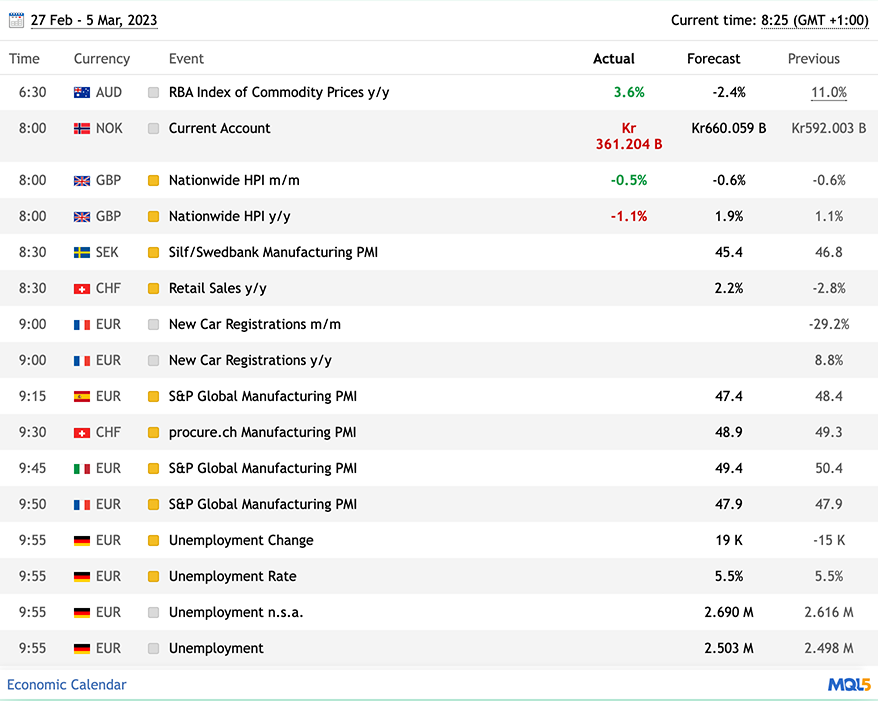 27 Feb - 5 Mar, 2023 Current time: 8:25 (GMT +1:00)
Time Currency Event Actual Forecast Previous
6:30 AUD RBA Index of Commodity Prices y/y 3.6% -2.4% 11.0%
8:00 NOK Current Account Kr Kr660.059 B Kr592.003 B
361.204 B
8:00 GBP Nationwide HPI m/m -0.5% -0.6% -0.6%
8:00 GBP Nationwide HPI y/y -1.1% 1.9% 1.1%
8:30 SEK Silf/Swedbank Manufacturing PMI 45.4 46.8
8:30 CHF Retail Sales y/y 2.2% -2.8%
9:00 EUR New Car Registrations m/m -29.2%
9:00 EUR New Car Registrations y/y 8.8%
9:15 EUR S&P Global Manufacturing PMI 47.4 48.4
9:30 CHF procure.ch Manufacturing PMI 48.9 49.3
9:45 EUR S&P Global Manufacturing PMI 49.4 50.4
9:50 EUR S&P Global Manufacturing PMI 47.9 47.9
9:55 EUR Unemployment Change 19 K -15 K
9:55 EUR Unemployment Rate 5.5% 5.5%
9:55 EUR Unemployment n.s.a. 2.690 M 2.616 M
9:55 EUR Unemployment 2.503 M 2.498 M
Economic Calendar MQL5